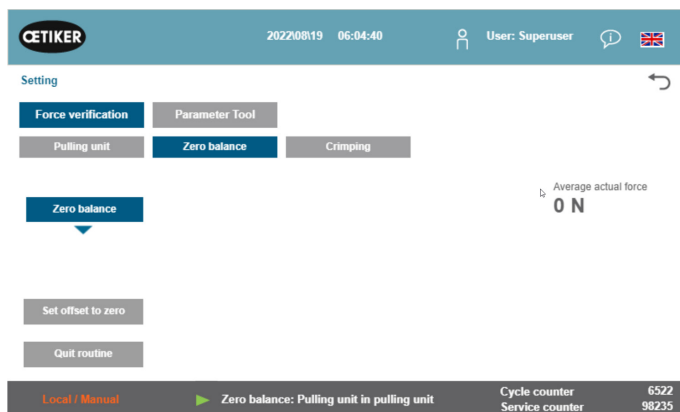 OETIKER
2022\08\19 06:04:40
User: Superuser
i
Setting
Force verification Parameter Tool
Pulling unit Zero balance Crimping
Average actual force
0 N
Zero balance
Set offset to zero
Quit routine
Local / Manual Zero balance: Pulling unit in pulling unit
Cycle counter 6522
Service counter 98235